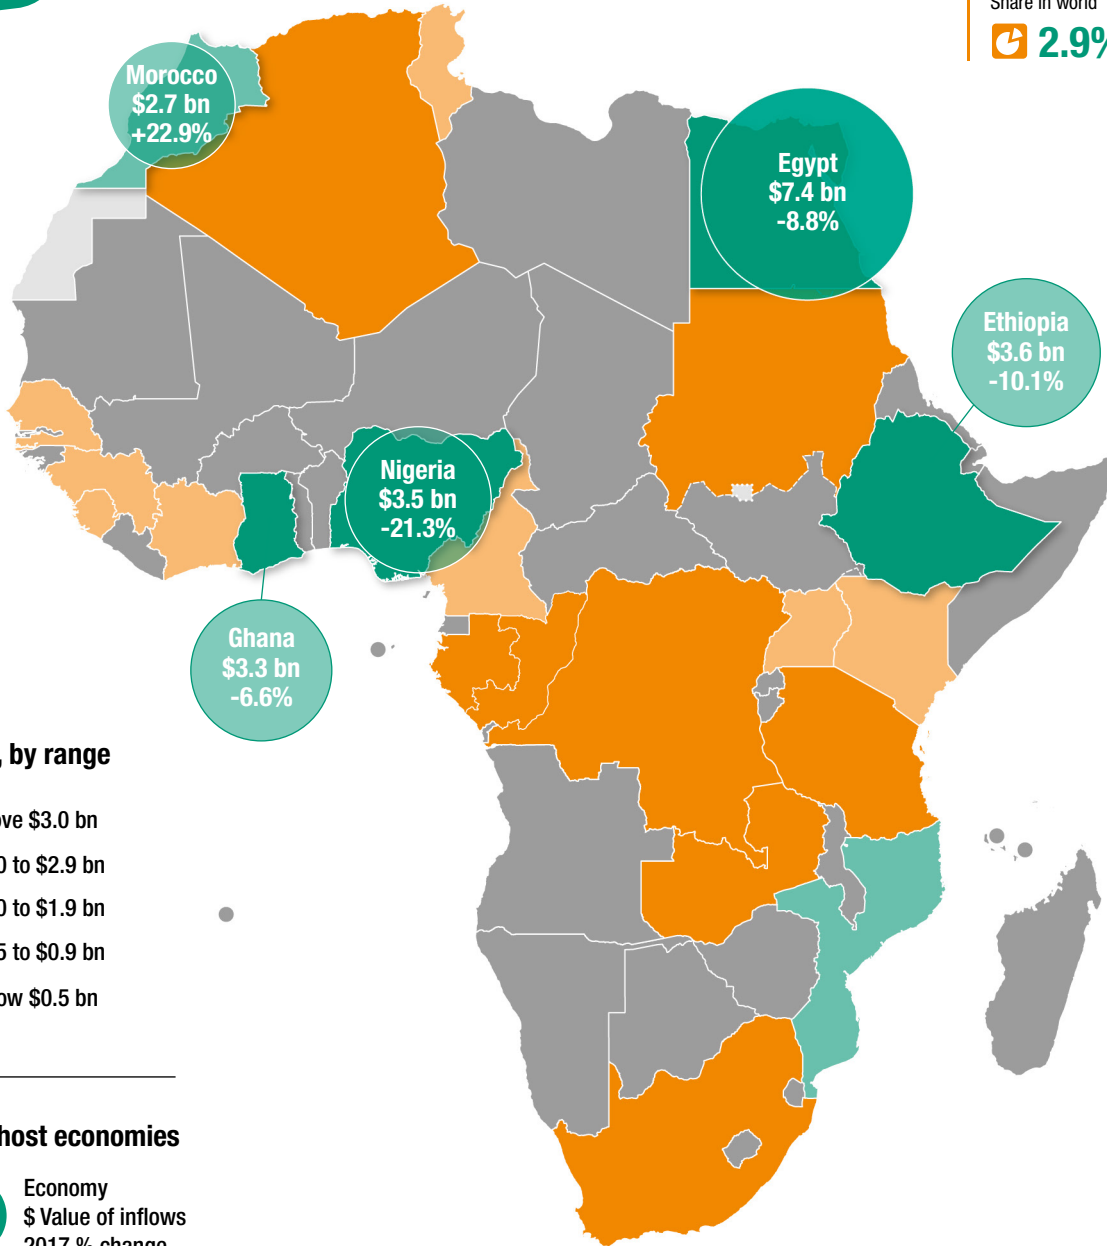 Share in world
2.9%
Morocco
$2.7 bn
+22.9%
Egypt
$7.4 bn
-8.8%
Ethiopia
$3.6 bn
-10.1%
Nigeria
$3.5 bn
-21.3%
Ghana
$3.3 bn
-6.6%
, by range
ve $3.0 bn
0 to $2.9 bn
0 to $1.9 bn
5 to $0.9 bn
ow $0.5 bn
host economies
Economy
$ Value of inflows
2017 % change